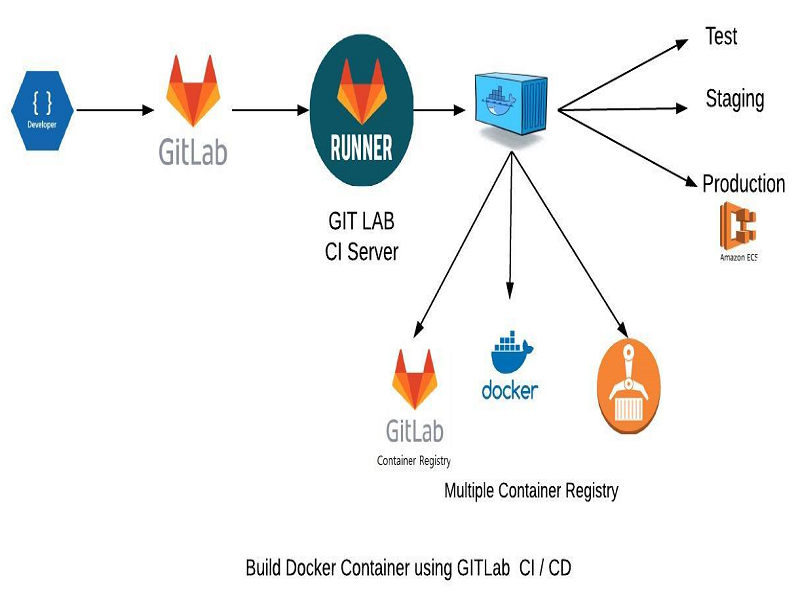 { }
Developer
GitLab
RUNNER
GIT LAB
CI Server
Test
Staging
Production
Amazon ECS
GitLab
Container Registry
docker
Multiple Container Registry
Build Docker Container using GITLab CI / CD